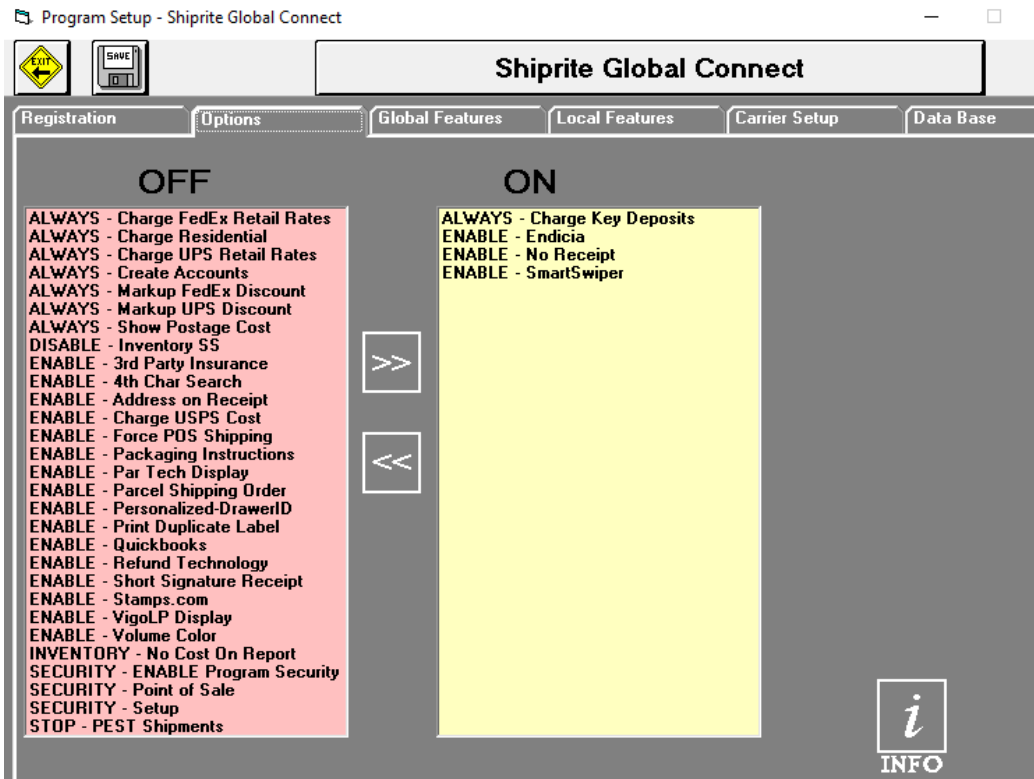 Program Setup - Shiprite Global Connect
EXIT
SAVE
Shiprite Global Connect
Registration
Options
Global Features
Local Features
Carrier Setup
Data Base
OFF
ON
ALWAYS - Charge FedEx Retail Rates
ALWAYS - Charge Residential
ALWAYS - Charge UPS Retail Rates
ALWAYS - Create Accounts
ALWAYS - Markup FedEx Discount
ALWAYS - Markup UPS Discount
ALWAYS - Show Postage Cost
DISABLE - Inventory SS
ENABLE - 3rd Party Insurance
ENABLE - 4th Char Search
ENABLE - Address on Receipt
ENABLE - Charge USPS Cost
ENABLE - Force POS Shipping
ENABLE - Packaging Instructions
ENABLE - Par Tech Display
ENABLE - Parcel Shipping Order
ENABLE - Personalized-DrawerID
ENABLE - Print Duplicate Label
ENABLE - Quickbooks
ENABLE - Refund Technology
ENABLE - Short Signature Receipt
ENABLE - Stamps.com
ENABLE - VigoLP Display
ENABLE - Volume Color
INVENTORY - No Cost On Report
SECURITY - ENABLE Program Security
SECURITY - Point of Sale
SECURITY - Setup
STOP - PEST Shipments
>>
<<
ALWAYS - Charge Key Deposits
ENABLE - Endicia
ENABLE - No Receipt
ENABLE - SmartSwiper
i
INFO